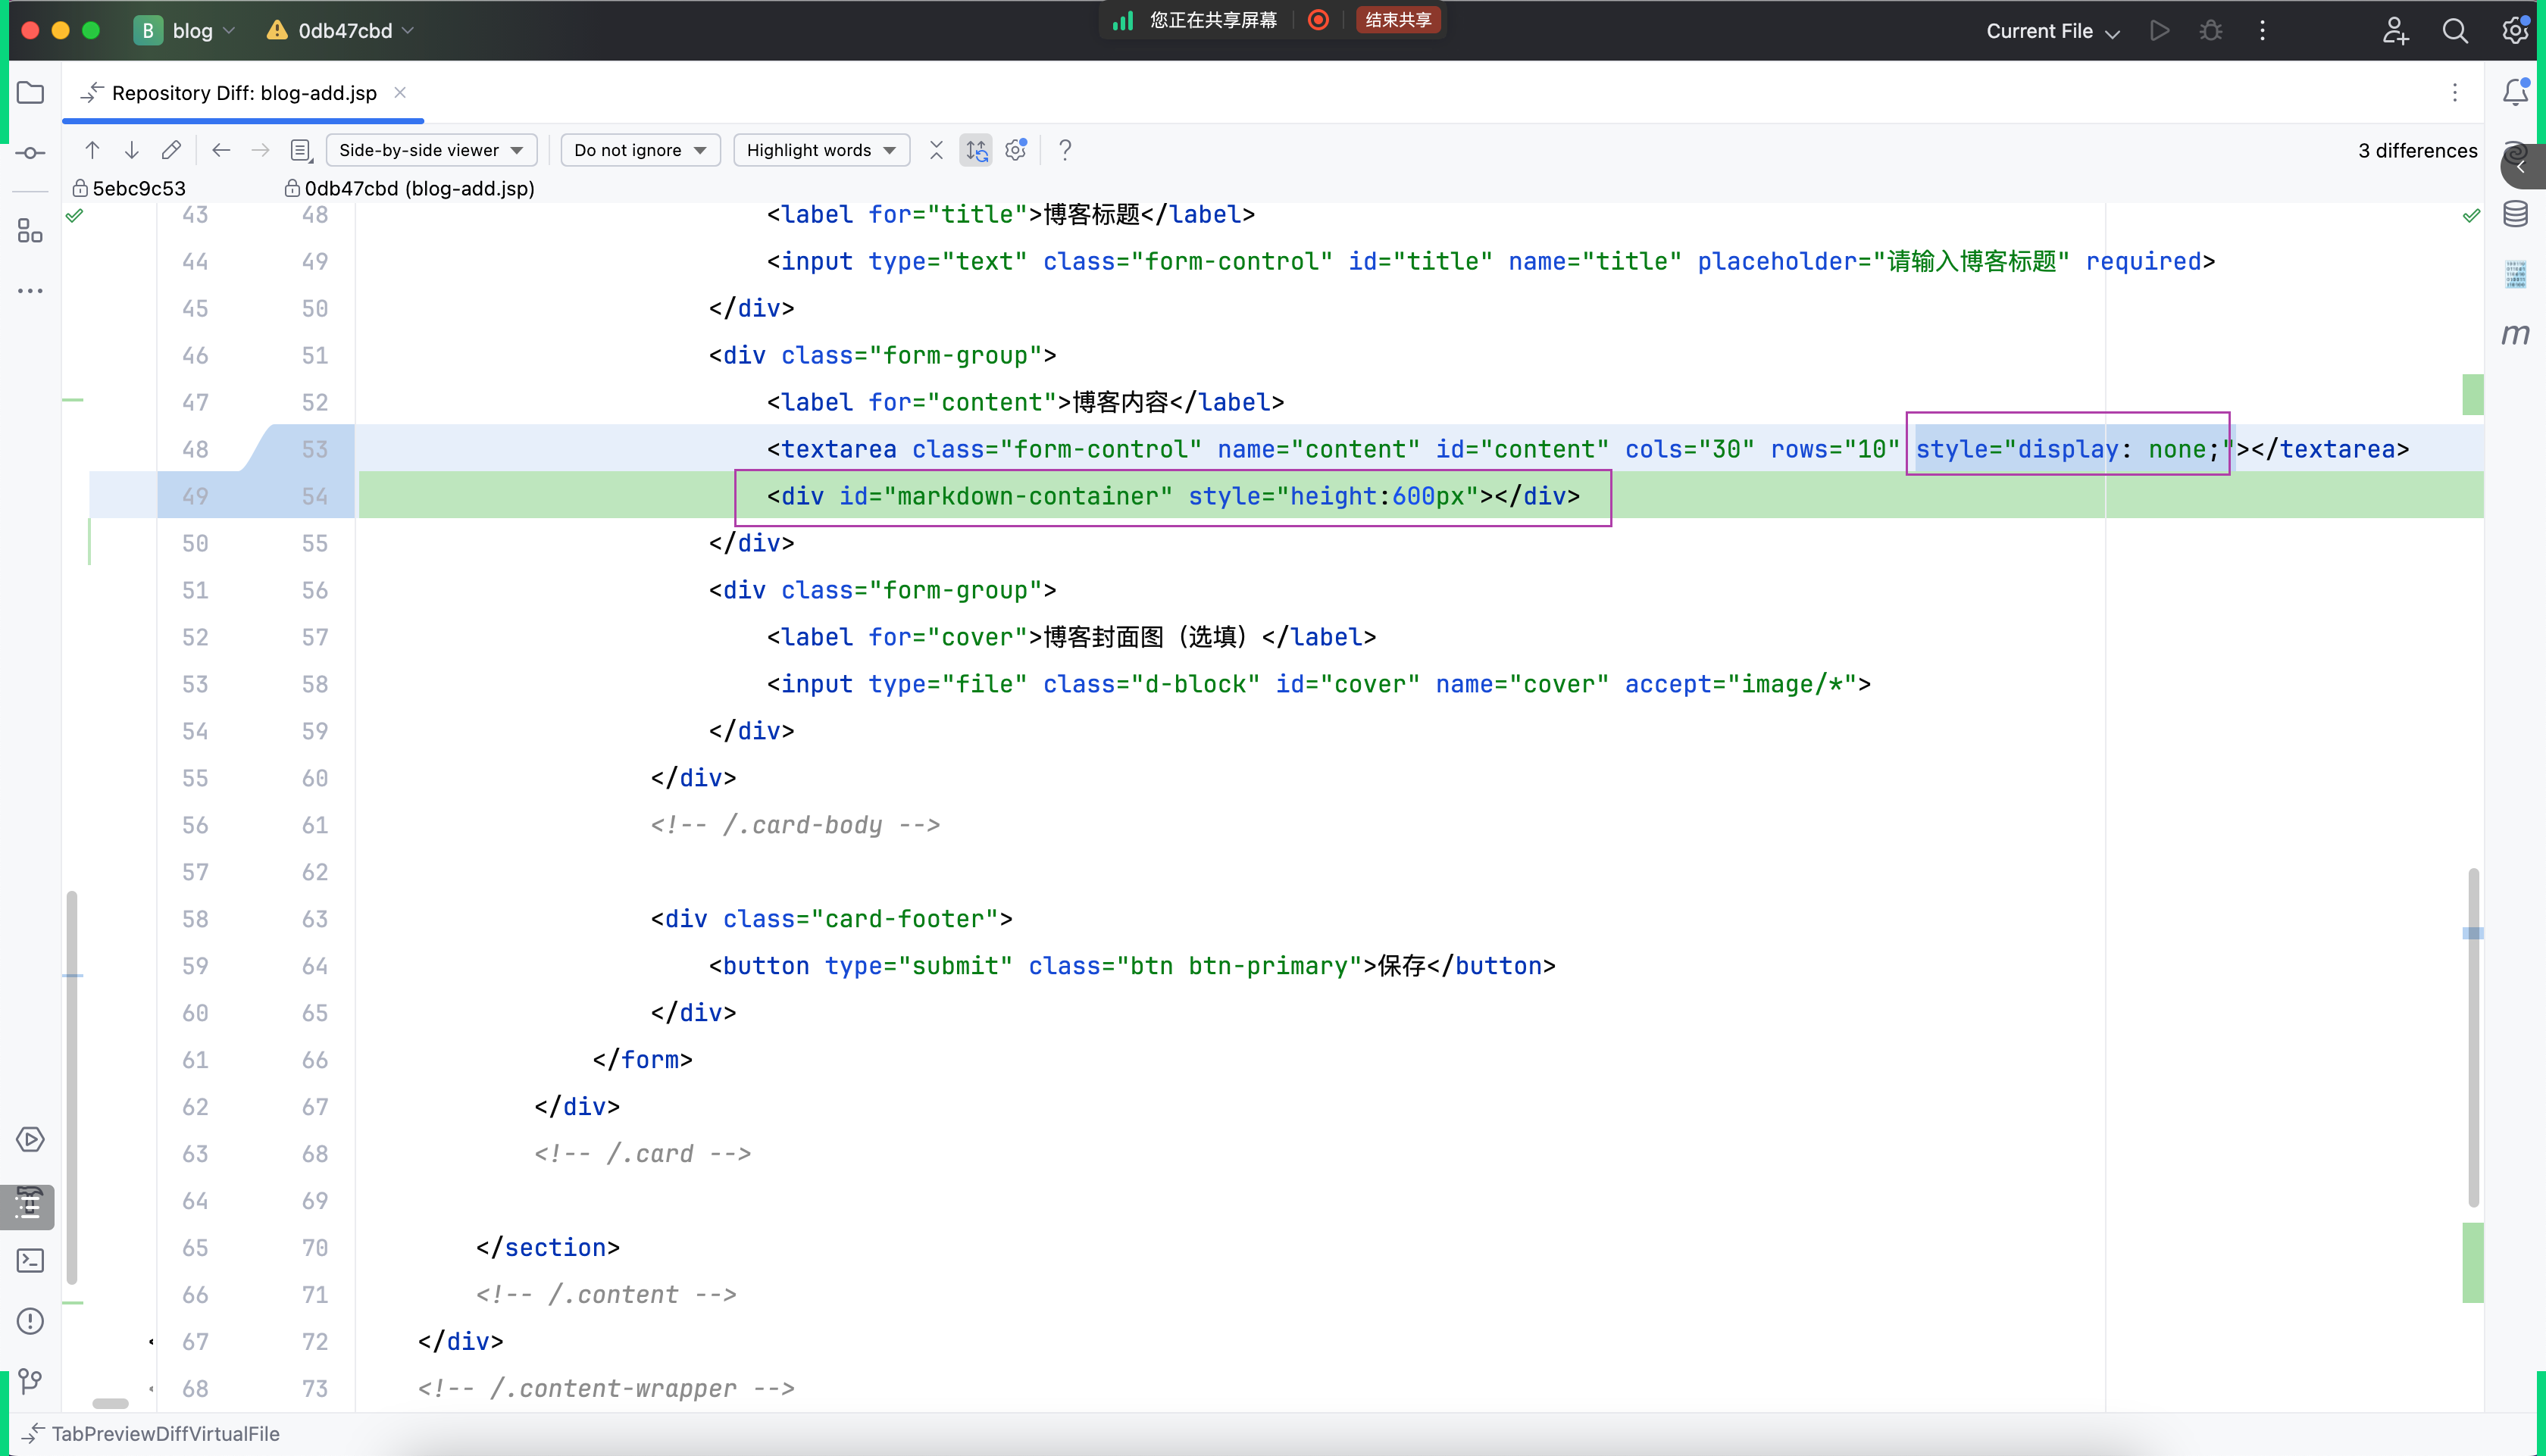 B blog 0db47cbd 您正在共享屏幕 结束共享 Current File
Repository Diff: blog-add.jsp
Side-by-side viewer Do not ignore Highlight words ? 3 differences
5ebc9c53 0db47cbd (blog-add.jsp)
43 48 <label for="title">博客标题</label>
44 49 <input type="text" class="form-control" id="title" name="title" placeholder="请输入博客标题" required>
45 50 </div>
46 51 <div class="form-group">
47 52 <label for="content">博客内容</label>
48 53 <textarea class="form-control" name="content" id="content" cols="30" rows="10" style="display: none;"></textarea>
49 54 <div id="markdown-container" style="height:600px"></div>
50 55 </div>
51 56 <div class="form-group">
52 57 <label for="cover">博客封面图（选填）</label>
53 58 <input type="file" class="d-block" id="cover" name="cover" accept="image/*">
54 59 </div>
55 60 </div>
56 61 <!-- /.card-body -->
57 62
58 63 <div class="card-footer">
59 64 <button type="submit" class="btn btn-primary">保存</button>
60 65 </div>
61 66 </form>
62 67 </div>
63 68 <!-- /.card -->
64 69
65 70 </section>
66 71 <!-- /.content -->
67 72 </div>
68 73 <!-- /.content-wrapper -->
m
TabPreviewDiffVirtualFile